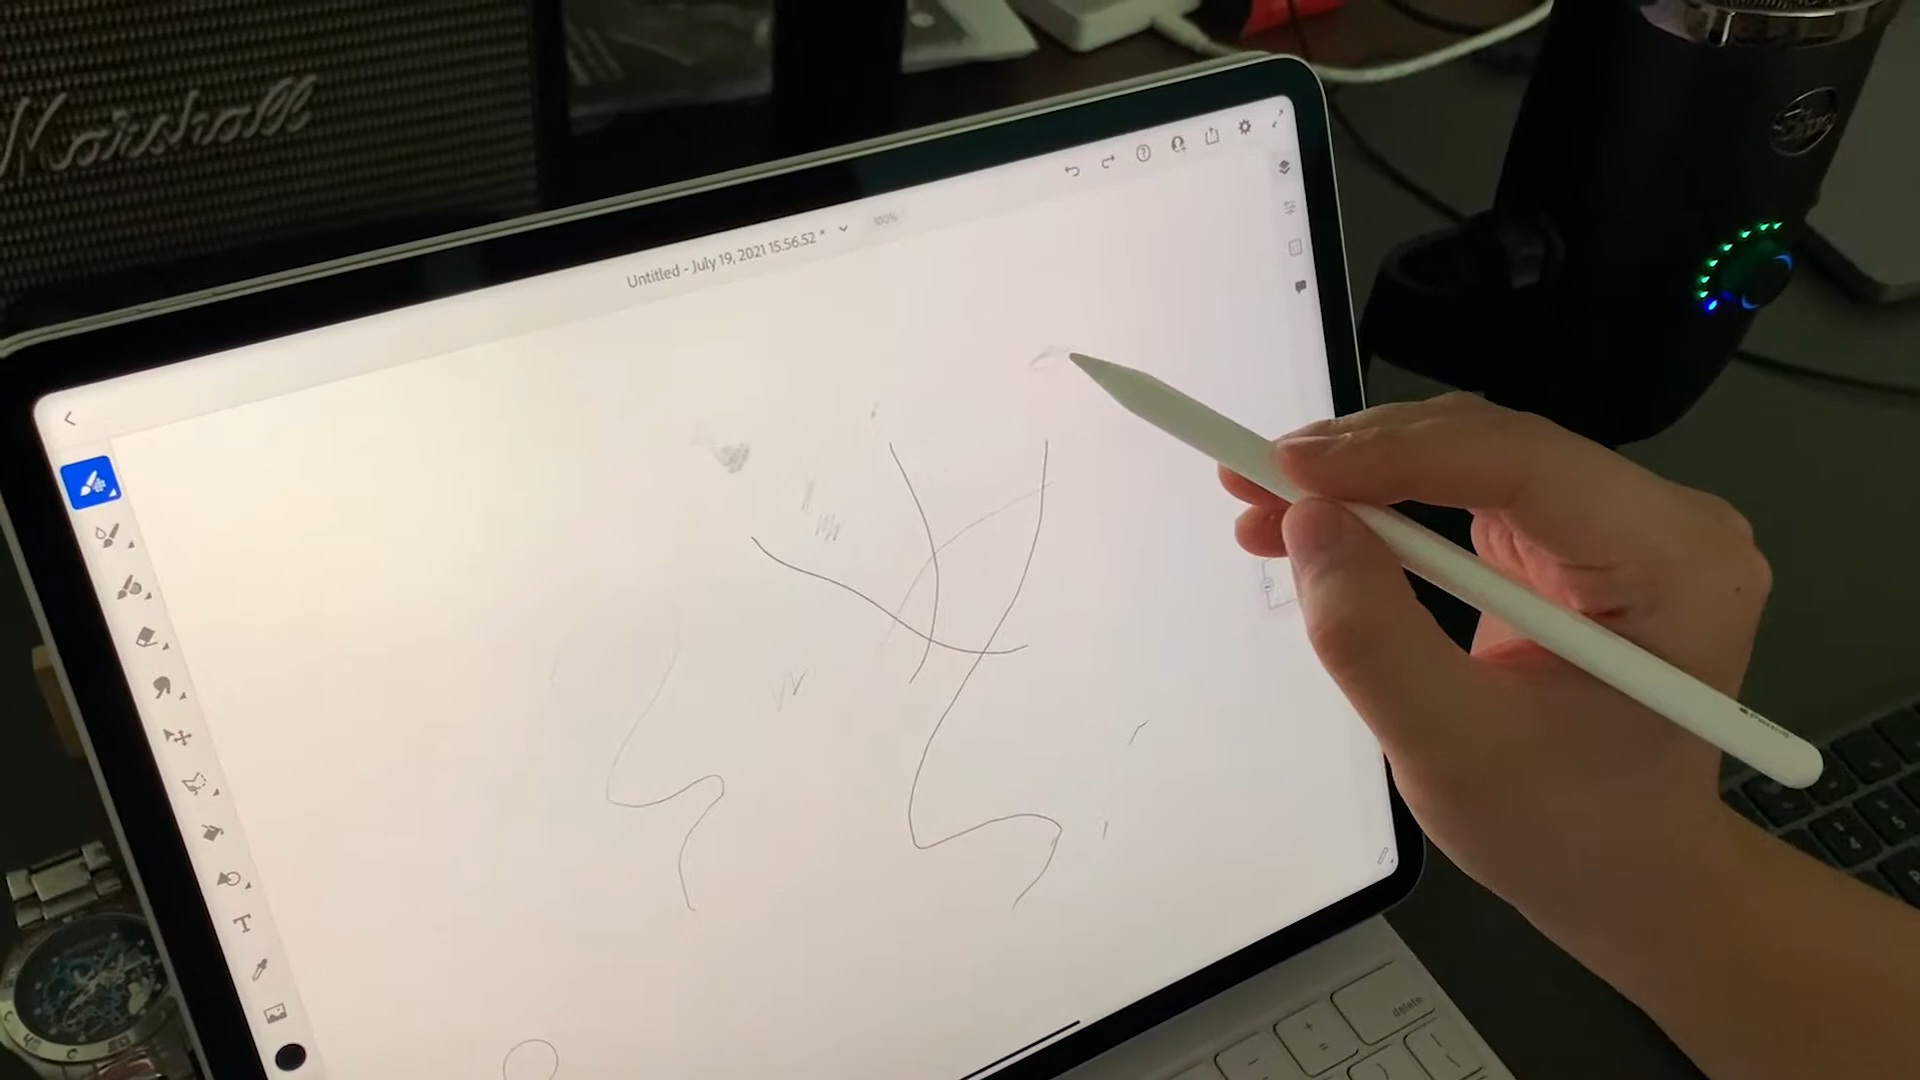 Marshall
Untitled - July 19, 2021 15.56.52 *
100%
T
delete
+
=